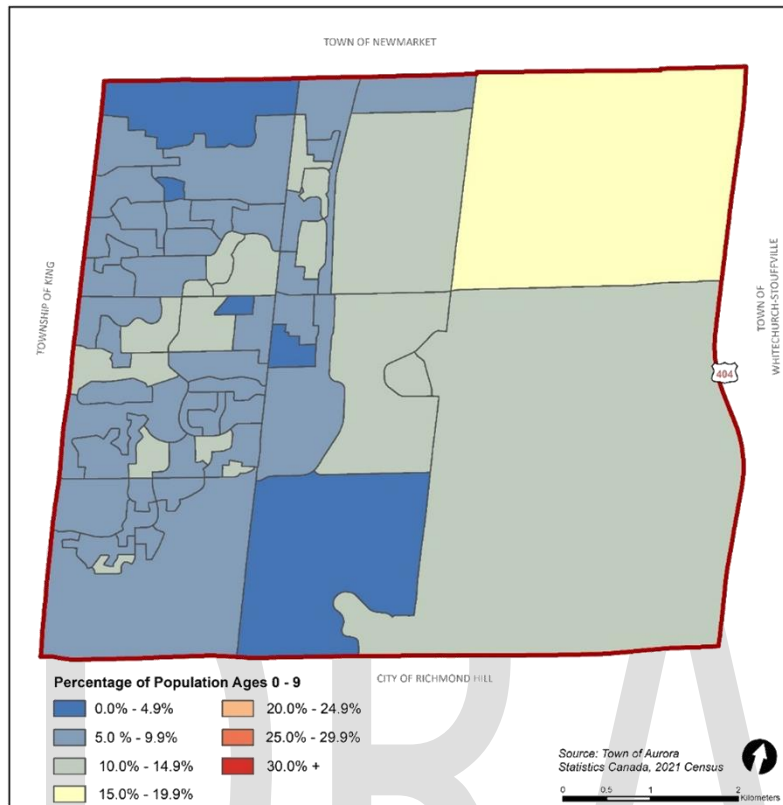 TOWN OF NEWMARKET
TOWNSHIP OF KING
TOWN OF
WHITECHURCH-STOUFFVILLE
404
CITY OF RICHMOND HILL
Percentage of Population Ages 0 - 9
0.0% - 4.9%
5.0 % - 9.9%
10.0% - 14.9%
15.0% - 19.9%
20.0% - 24.9%
25.0% - 29.9%
30.0% +
Source: Town of Aurora
Statistics Canada, 2021 Census
0 0.5 1 2
Kilometers
DRA